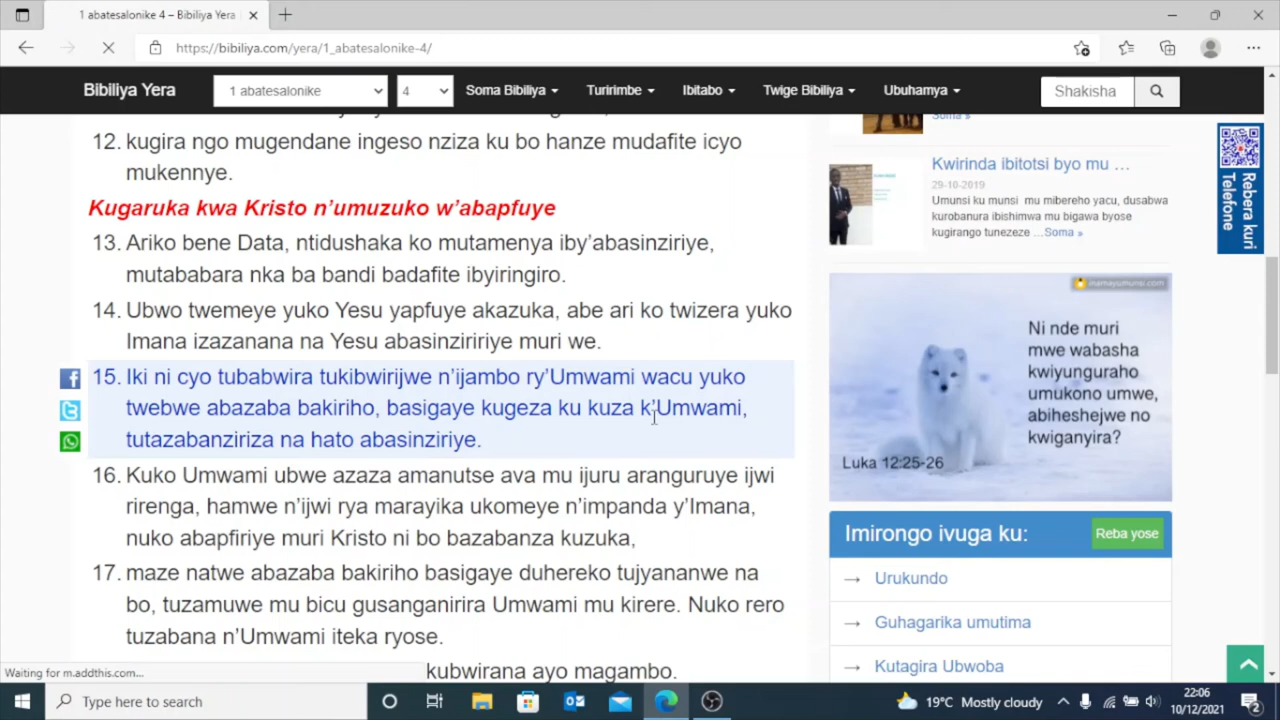 1 abatesalonike 4 – Bibiliya Yera
https://bibiliya.com/yera/1_abatesalonike-4/
Bibiliya Yera
1 abatesalonike
4
Soma Bibiliya
Turirimbe
Ibitabo
Twige Bibiliya
Ubuhamya
Shakisha
12. kugira ngo mugendane ingeso nziza ku bo hanze mudafite icyo
mukennye.
Kugaruka kwa Kristo n’umuzuko w’abapfuye
13. Ariko bene Data, ntidushaka ko mutamenya iby’abasinziriye,
mutababara nka ba bandi badafite ibyiringiro.
14. Ubwo twemeye yuko Yesu yapfuye akazuka, abe ari ko twizera yuko
Imana izazanana na Yesu abasinziririye muri we.
15. Iki ni cyo tubabwira tukibwirijwe n’ijambo ry’Umwami wacu yuko
twebwe abazaba bakiriho, basigaye kugeza ku kuza k’Umwami,
tutazabanziriza na hato abasinziriye.
16. Kuko Umwami ubwe azaza amanutse ava mu ijuru aranguruye ijwi
rirenga, hamwe n’ijwi rya marayika ukomeye n’impanda y’Imana,
nuko abapfiriye muri Kristo ni bo bazabanza kuzuka,
17. maze natwe abazaba bakiriho basigaye duhereko tujyananwe na
bo, tuzamuwe mu bicu gusanganirira Umwami mu kirere. Nuko rero
tuzabana n’Umwami iteka ryose.
kubwirana ayo magambo.
Soma »
Kwirinda ibitotsi byo mu …
29-10-2019
Umunsi ku munsi mu mibereho yacu, dusabwa
kurobanura ibishimwa mu bigawa byose
kugirango tunezeze …Soma »
inamayumunsi.com
Ni nde muri
mwe wabasha
kwiyunguraho
umukono umwe,
abiheshejwe no
kwiganyira?
Luka 12:25-26
Imirongo ivuga ku:
Reba yose
→ Urukundo
→ Guhagarika umutima
→ Kutagira Ubwoba
Rebera kuri
Telefone
Waiting for m.addthis.com...
Type here to search
19°C Mostly cloudy
22:06
10/12/2021
2